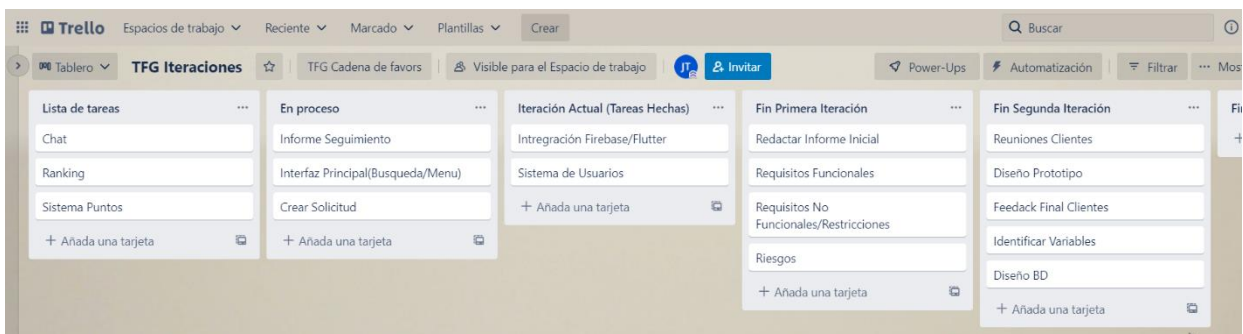 Trello
Espacios de trabajo
Reciente
Marcado
Plantillas
Crear
Buscar
Tablero
TFG Iteraciones
TFG Cadena de favors
Visible para el Espacio de trabajo
JT
Invitar
Power-Ups
Automatización
Filtrar
... Mos
Lista de tareas
Chat
Ranking
Sistema Puntos
+ Añada una tarjeta
En proceso
Informe Seguimiento
Interfaz Principal(Busqueda/Menu)
Crear Solicitud
+ Añada una tarjeta
Iteración Actual (Tareas Hechas)
Intregración Firebase/Flutter
Sistema de Usuarios
+ Añada una tarjeta
Fin Primera Iteración
Redactar Informe Inicial
Requisitos Funcionales
Requisitos No
Funcionales/Restricciones
Riesgos
+ Añada una tarjeta
Fin Segunda Iteración
Reuniones Clientes
Diseño Prototipo
Feedack Final Clientes
Identificar Variables
Diseño BD
+ Añada una tarjeta
Fi
+